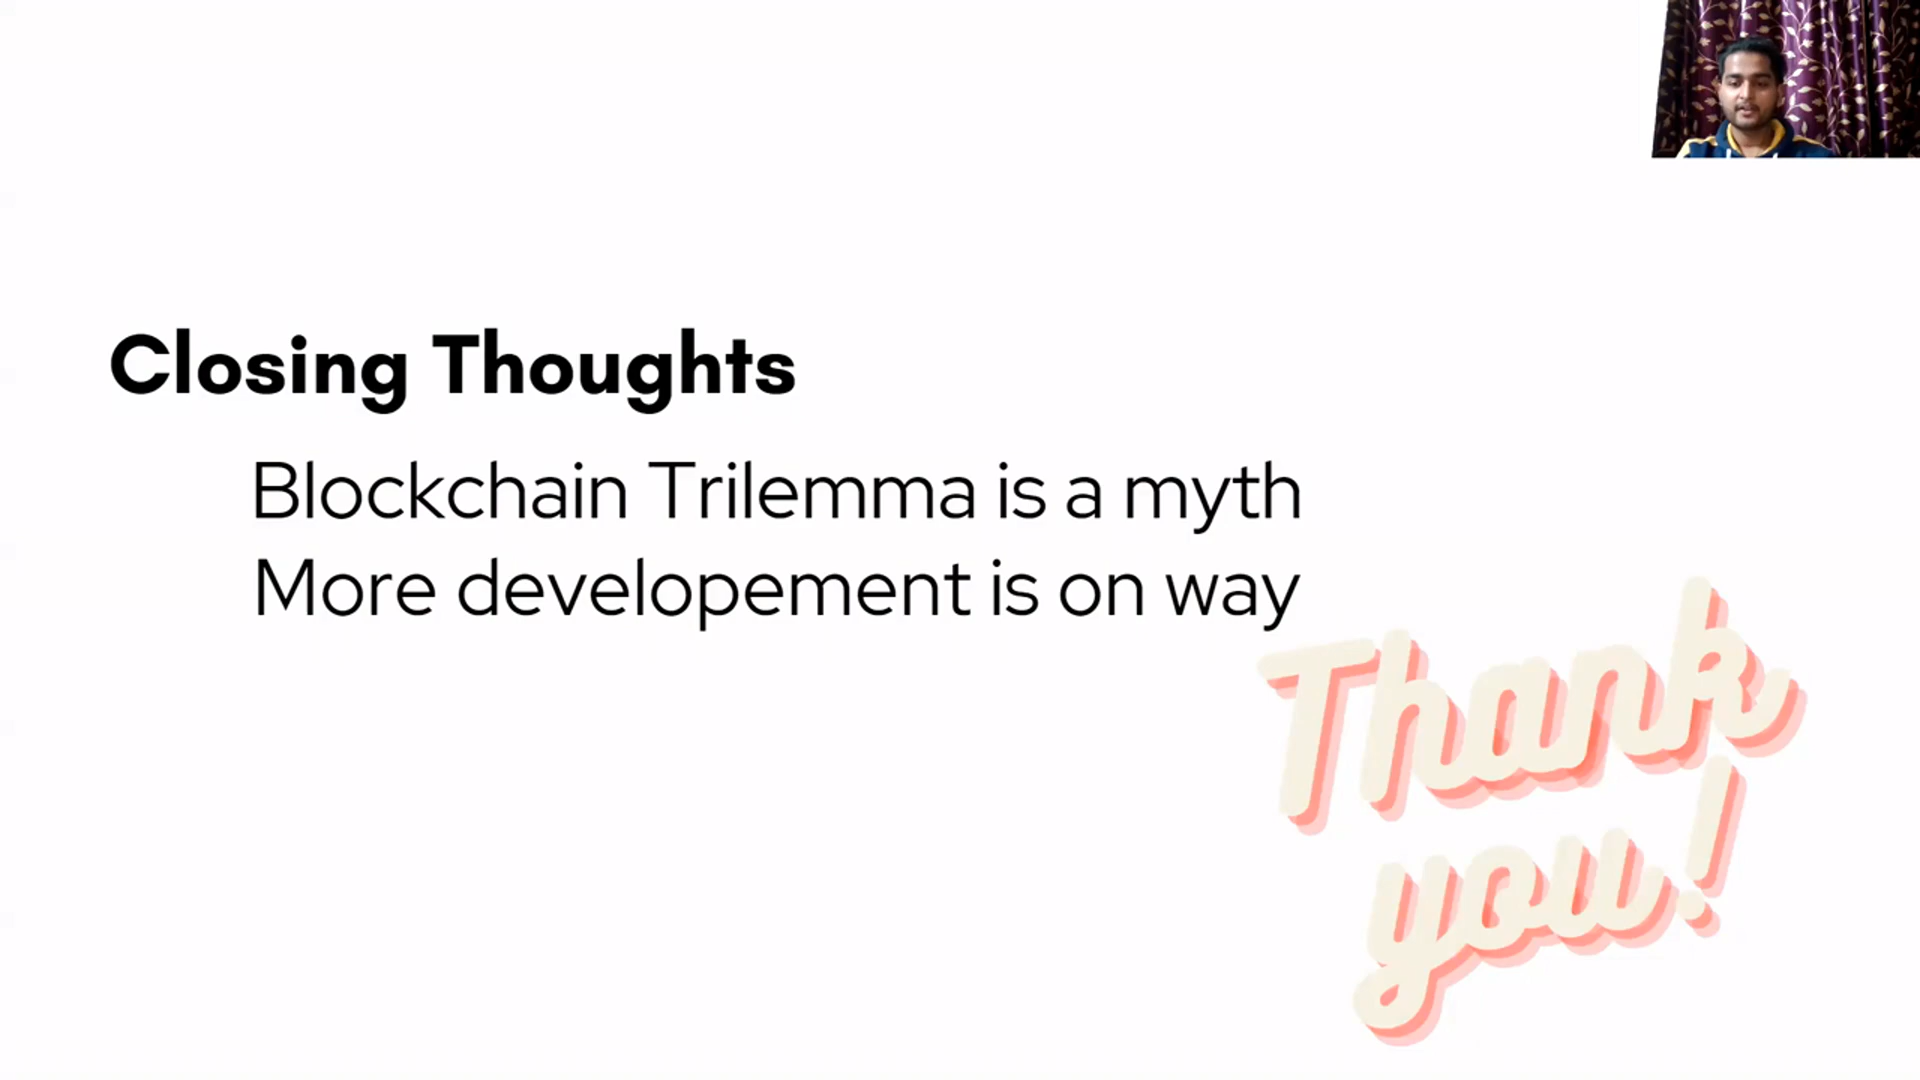 Closing Thoughts
Blockchain Trilemma is a myth
More developement is on way
Thank
you!